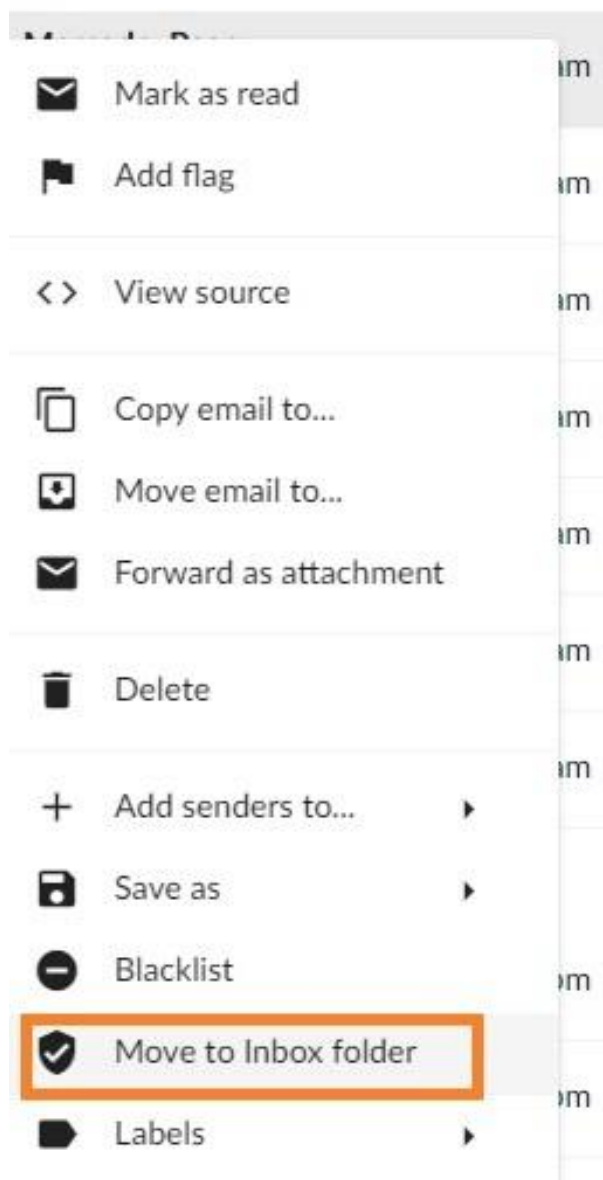 Mark as read
Add flag
View source
Copy email to...
Move email to...
Forward as attachment
Delete
Add senders to...
Save as
Blacklist
Move to Inbox folder
Labels